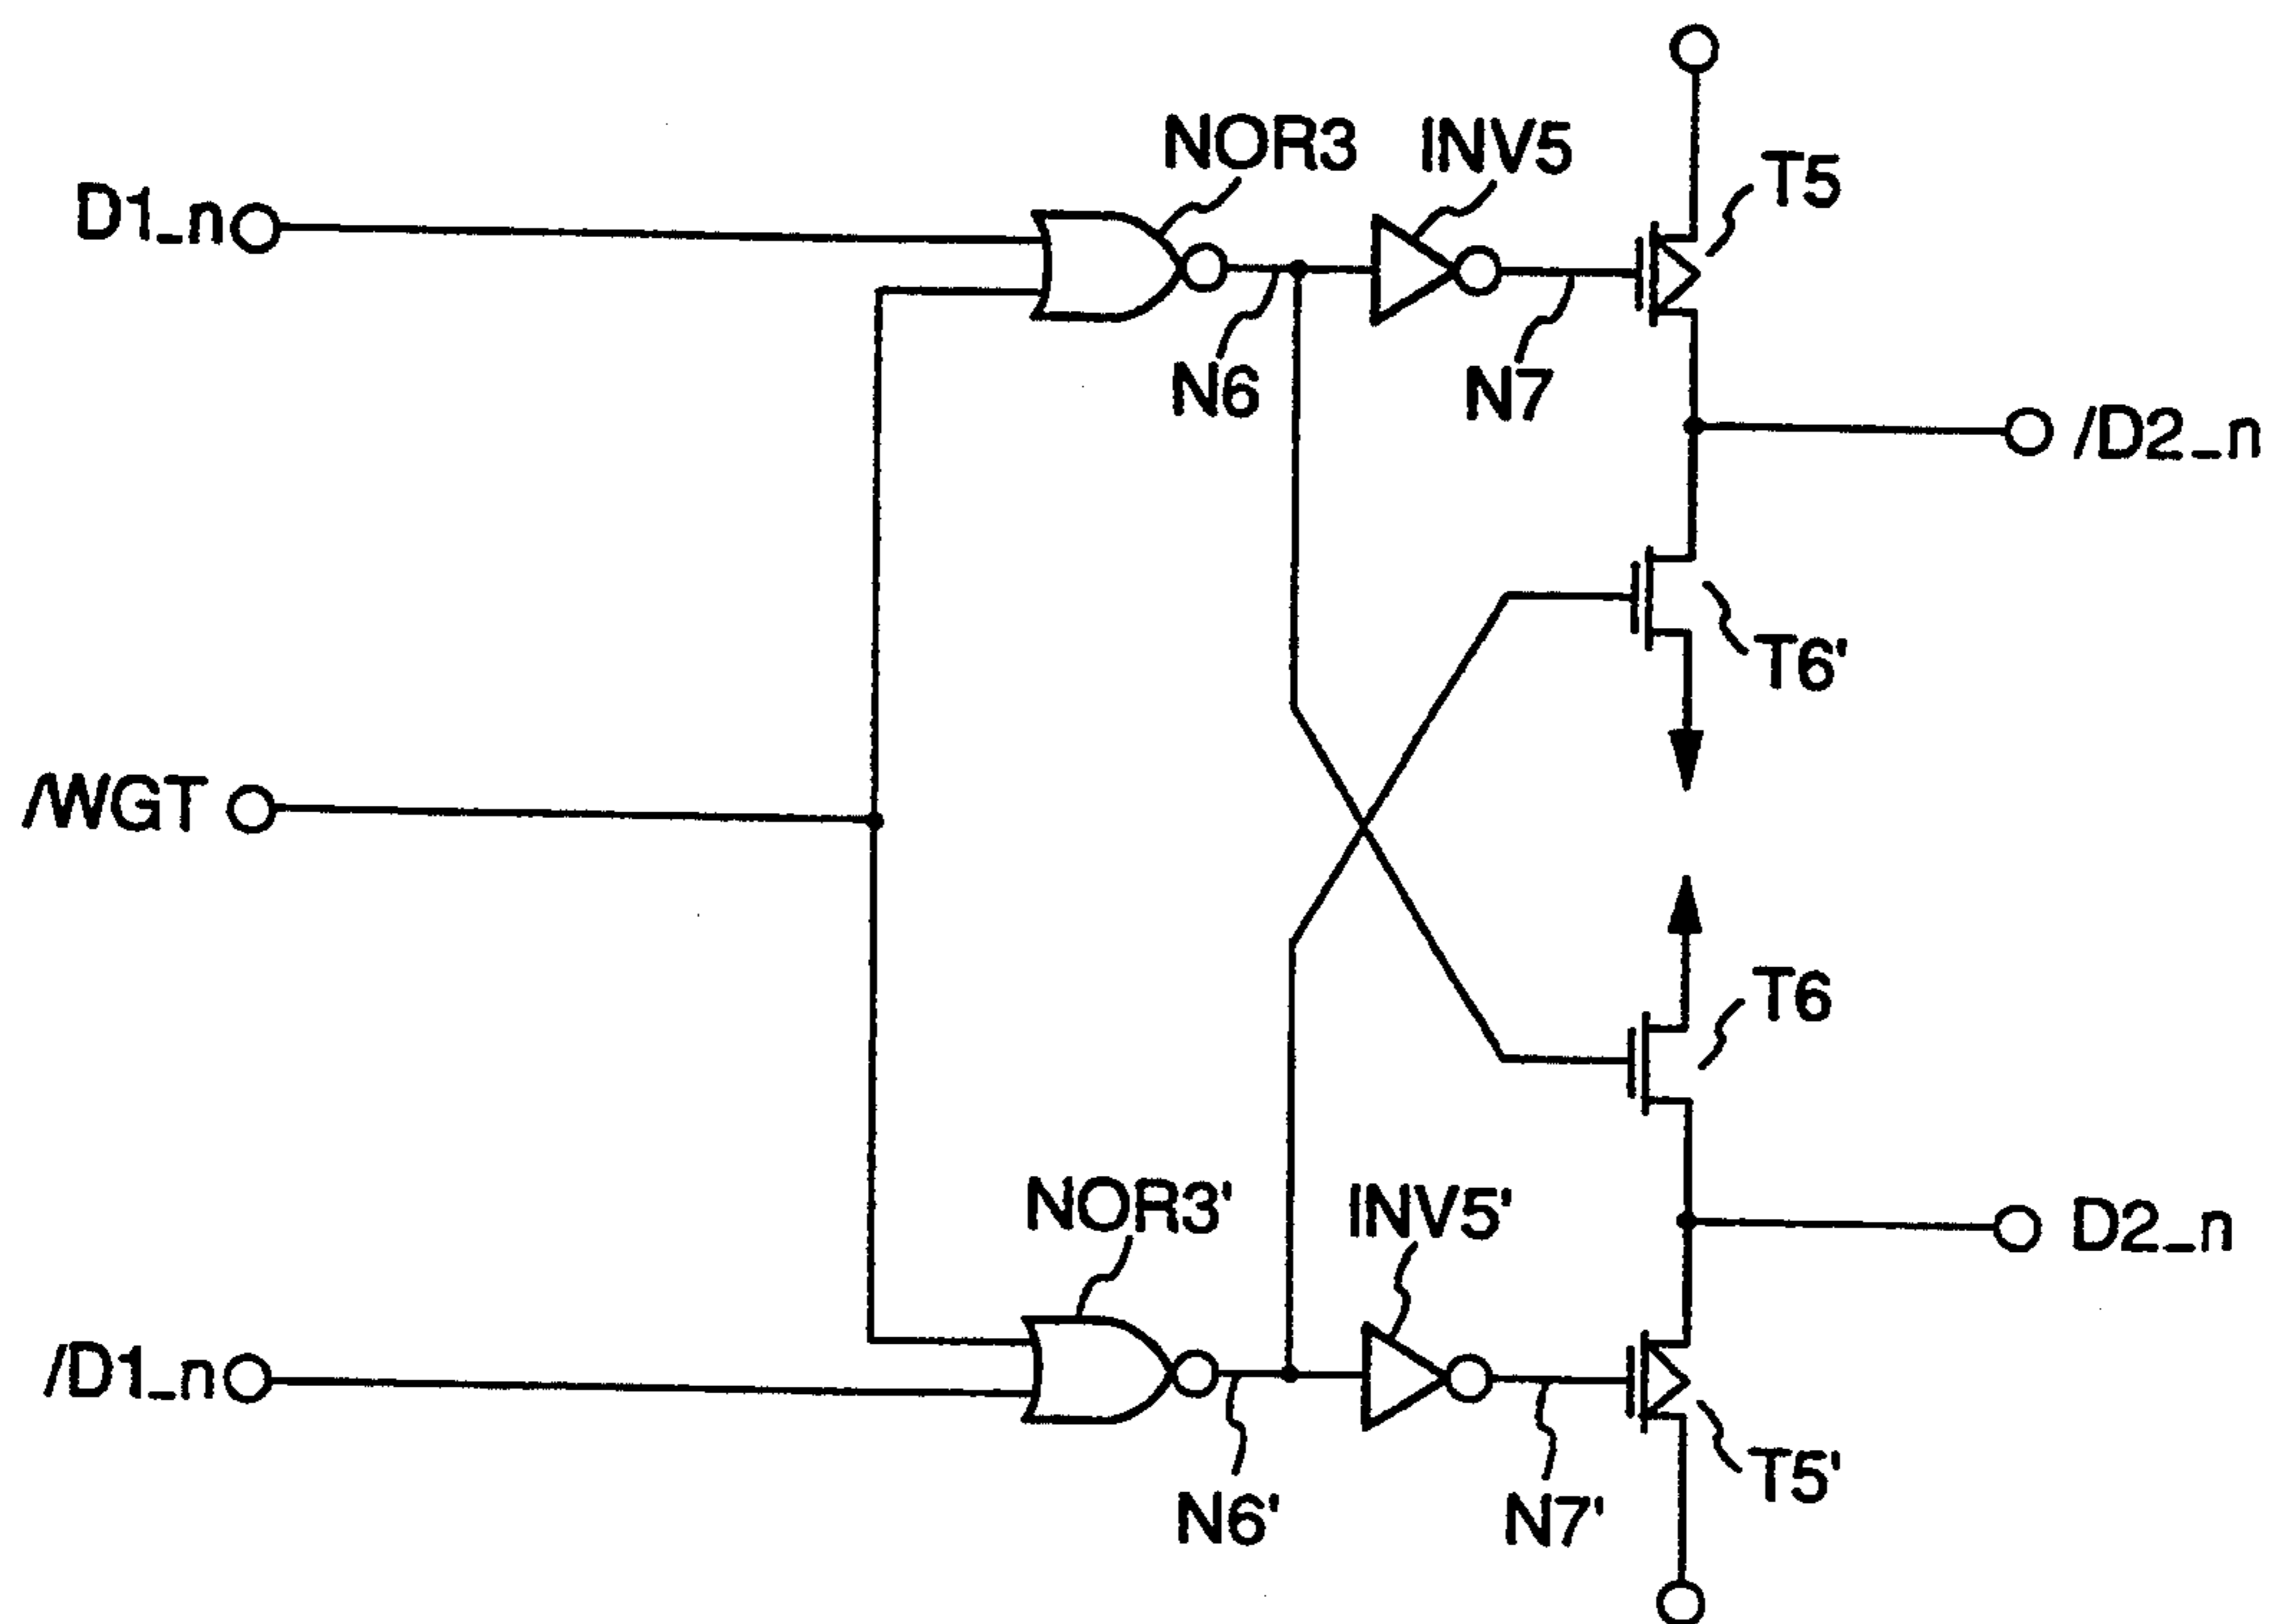 NOR3
INV5
T5
D1_n
N6
N7
/D2_n
T6'
/WGT
T6
NOR3'
INV5'
D2_n
/D1_n
T5'
N6'
N7'